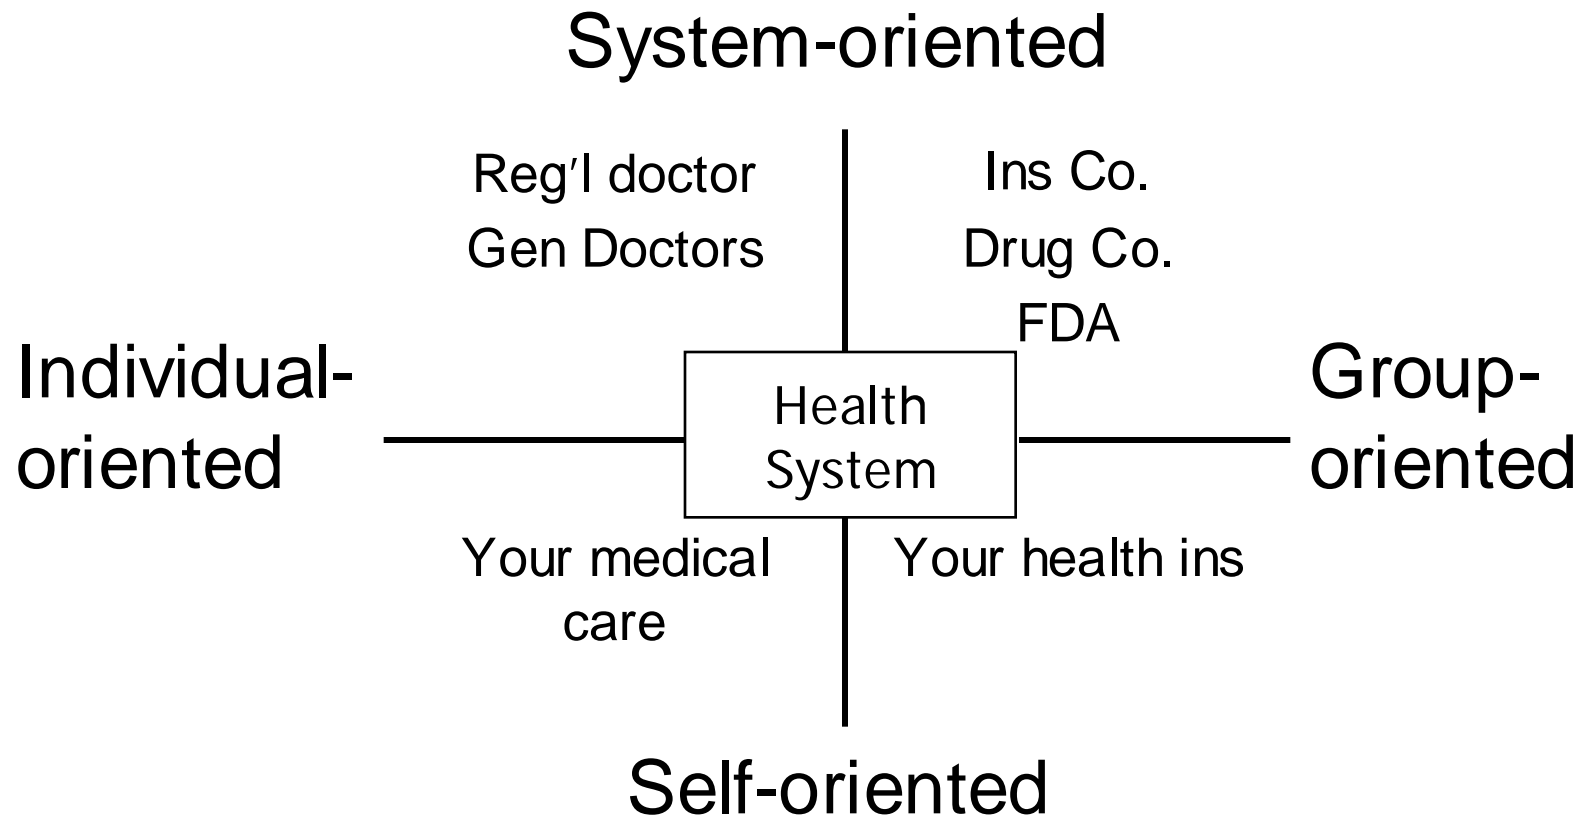 System-oriented
Reg'l doctor
Gen Doctors
Ins Co.
Drug Co.
FDA
Individual-
oriented
Health
System
Group-
oriented
Your medical
care
Your health ins
Self-oriented